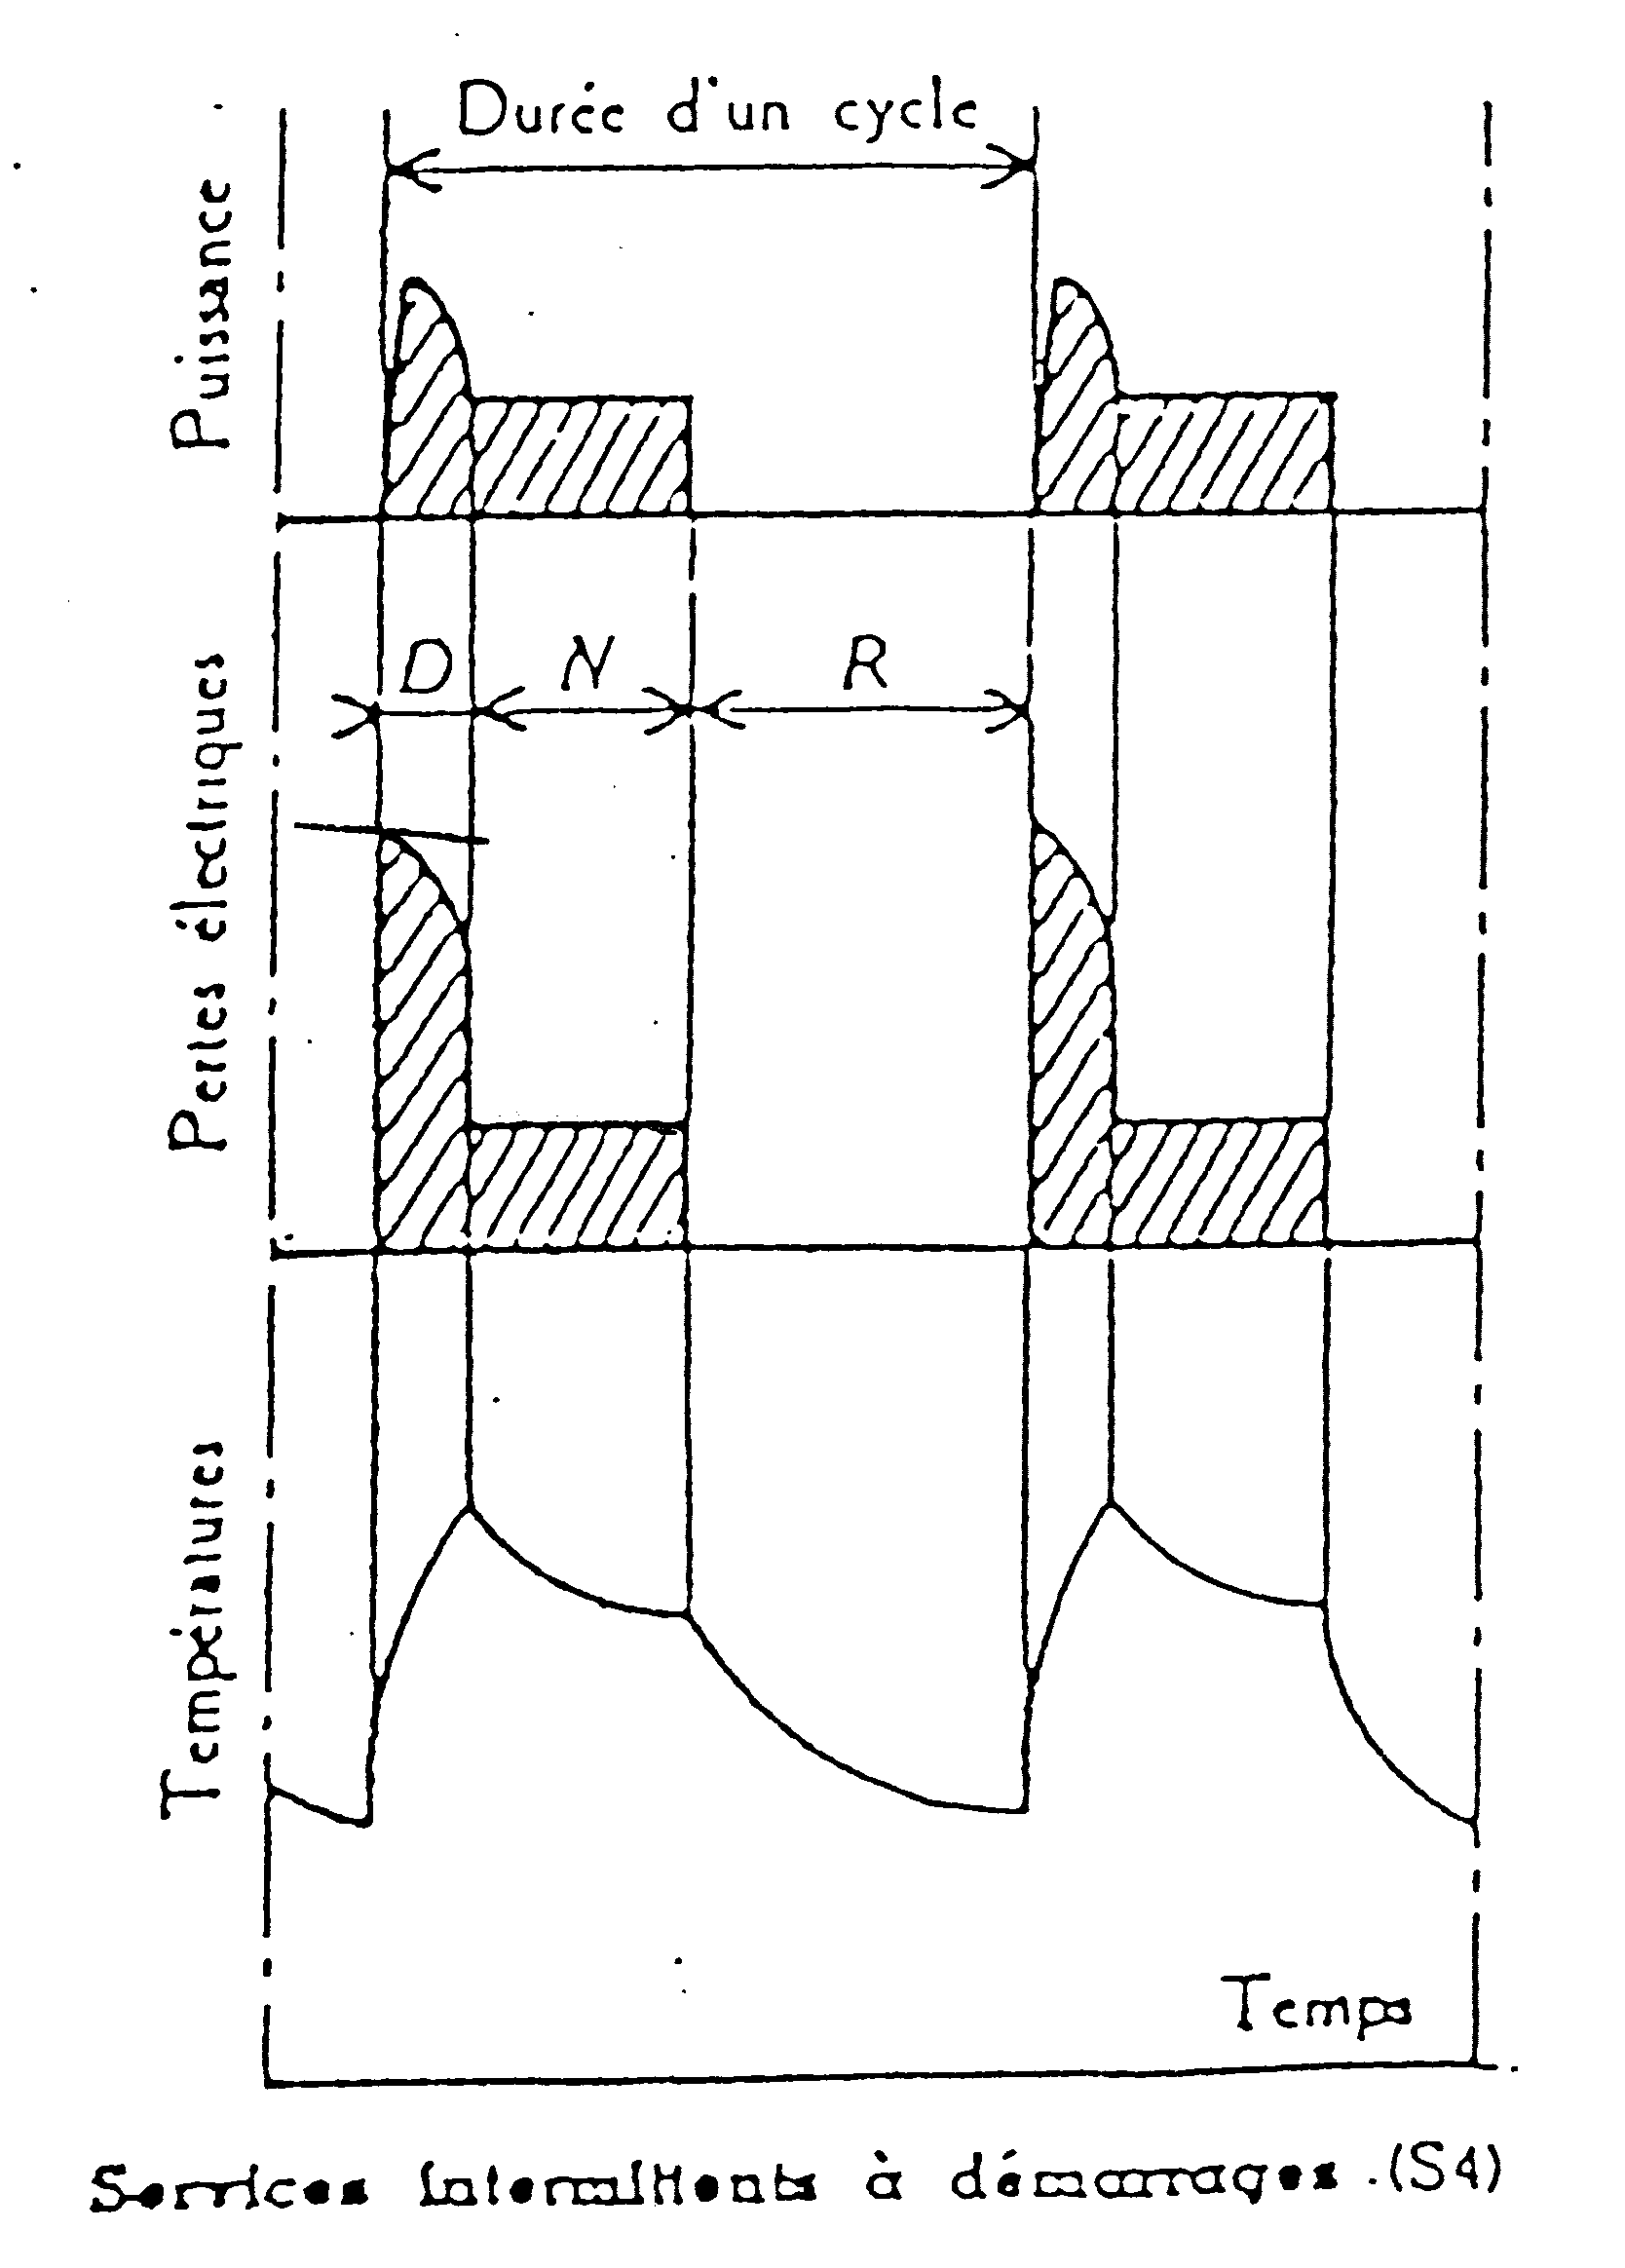 Durée d'un cycle
Puissance
D N R
Pertes électriques
Températures
Temps
Services intermittents à démarrages. (S4)